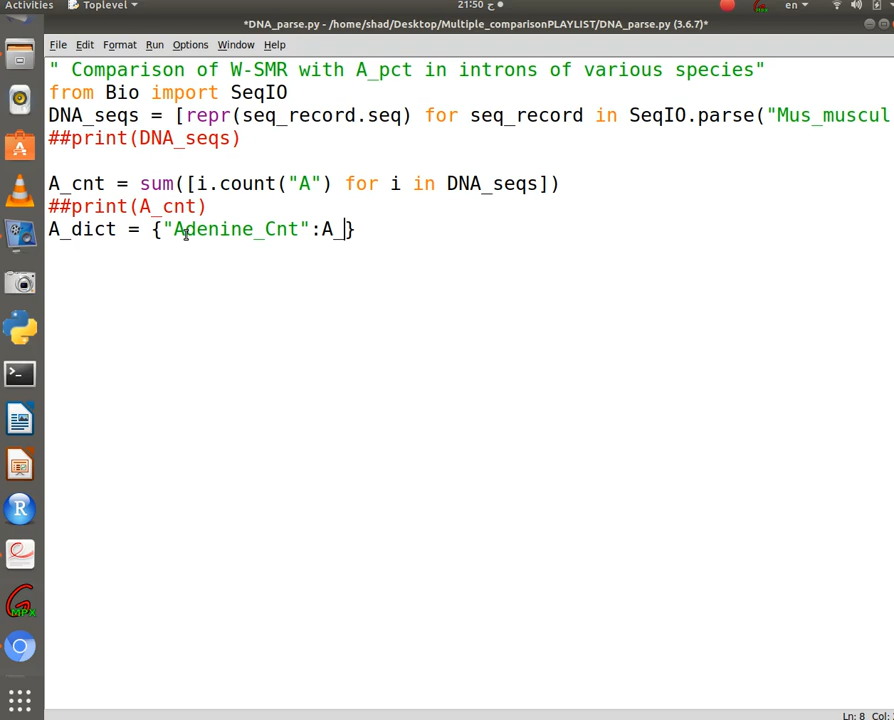 Activities Toplevel ▾ 21:50 ج ● en ▾
*DNA_parse.py - /home/shad/Desktop/Multiple_comparisonPLAYLIST/DNA_parse.py (3.6.7)*
File Edit Format Run Options Window Help
" Comparison of W-SMR with A_pct in introns of various species"
from Bio import SeqIO
DNA_seqs = [repr(seq_record.seq) for seq_record in SeqIO.parse("Mus_muscul
##print(DNA_seqs)
A_cnt = sum([i.count("A") for i in DNA_seqs])
##print(A_cnt)
A_dict = {"Adenine_Cnt":A_}
R
MPX
Ln: 8 Col: